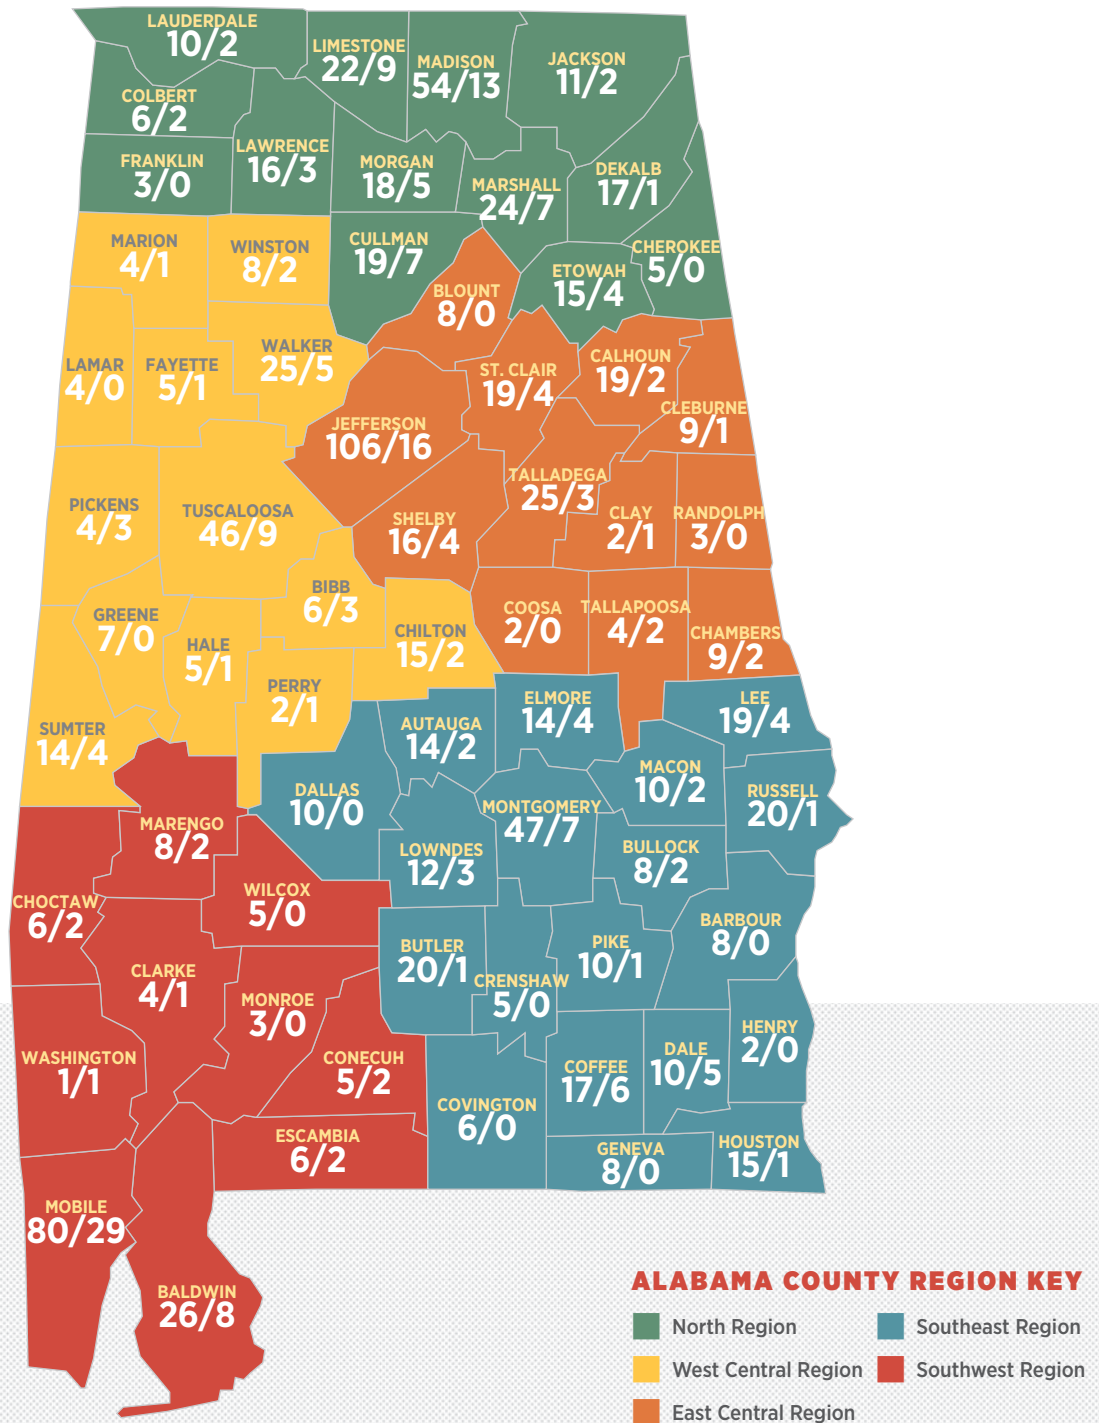 LAUDERDALE
10/2
LIMESTONE
22/9
MADISON
54/13
JACKSON
11/2
COLBERT
6/2
LAWRENCE
16/3
FRANKLIN
3/0
MORGAN
18/5
MARSHALL
24/7
DEKALB
17/1
CULLMAN
19/7
ETOWAH
15/4
CHEROKEE
5/0
MARION
4/1
WINSTON
8/2
BLOUNT
8/0
LAMAR
4/0
FAYETTE
5/1
WALKER
25/5
ST. CLAIR
19/4
CALHOUN
19/2
CLEBURNE
9/1
JEFFERSON
106/16
TALLADEGA
25/3
PICKENS
4/3
TUSCALOOSA
46/9
SHELBY
16/4
CLAY
2/1
RANDOLPH
3/0
GREENE
7/0
HALE
5/1
BIBB
6/3
CHILTON
15/2
COOSA
2/0
TALLAPOOSA
4/2
CHAMBERS
9/2
PERRY
2/1
SUMTER
14/4
AUTAUGA
14/2
ELMORE
14/4
LEE
19/4
DALLAS
10/0
MACON
10/2
RUSSELL
20/1
MONTGOMERY
47/7
MARENGO
8/2
LOWNDES
12/3
BULLOCK
8/2
CHOCTAW
6/2
WILCOX
5/0
BARBOUR
8/0
BUTLER
20/1
PIKE
10/1
CLARKE
4/1
CRENSHAW
5/0
MONROE
3/0
HENRY
2/0
WASHINGTON
1/1
CONECUH
5/2
COFFEE
17/6
DALE
10/5
COVINGTON
6/0
ESCAMBIA
6/2
GENEVA
8/0
HOUSTON
15/1
MOBILE
80/29
BALDWIN
26/8
ALABAMA COUNTY REGION KEY
North Region
Southeast Region
West Central Region
Southwest Region
East Central Region